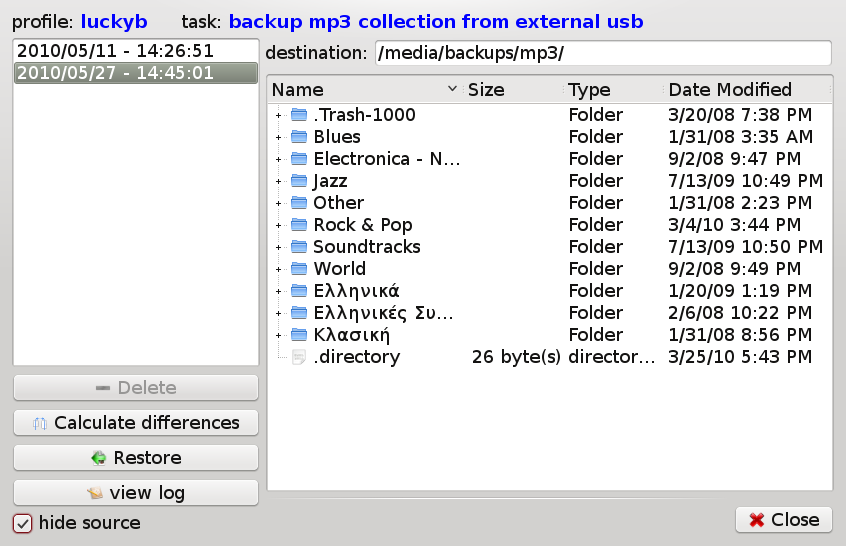 profile: luckyb task: backup mp3 collection from external usb
2010/05/11 - 14:26:51
2010/05/27 - 14:45:01
destination: /media/backups/mp3/
Name Size Type Date Modified
.Trash-1000 Folder 3/20/08 7:38 PM
Blues Folder 1/31/08 3:35 AM
Electronica - N... Folder 9/2/08 9:47 PM
Jazz Folder 7/13/09 10:49 PM
Other Folder 1/31/08 2:23 PM
Rock & Pop Folder 3/4/10 3:44 PM
Soundtracks Folder 7/13/09 10:50 PM
World Folder 9/2/08 9:49 PM
Ελληνικά Folder 1/20/09 1:19 PM
Ελληνικές Συ... Folder 2/6/08 10:22 PM
Κλασική Folder 1/31/08 8:56 PM
.directory 26 byte(s) director... 3/25/10 5:43 PM
Delete
Calculate differences
Restore
view log
hide source
Close